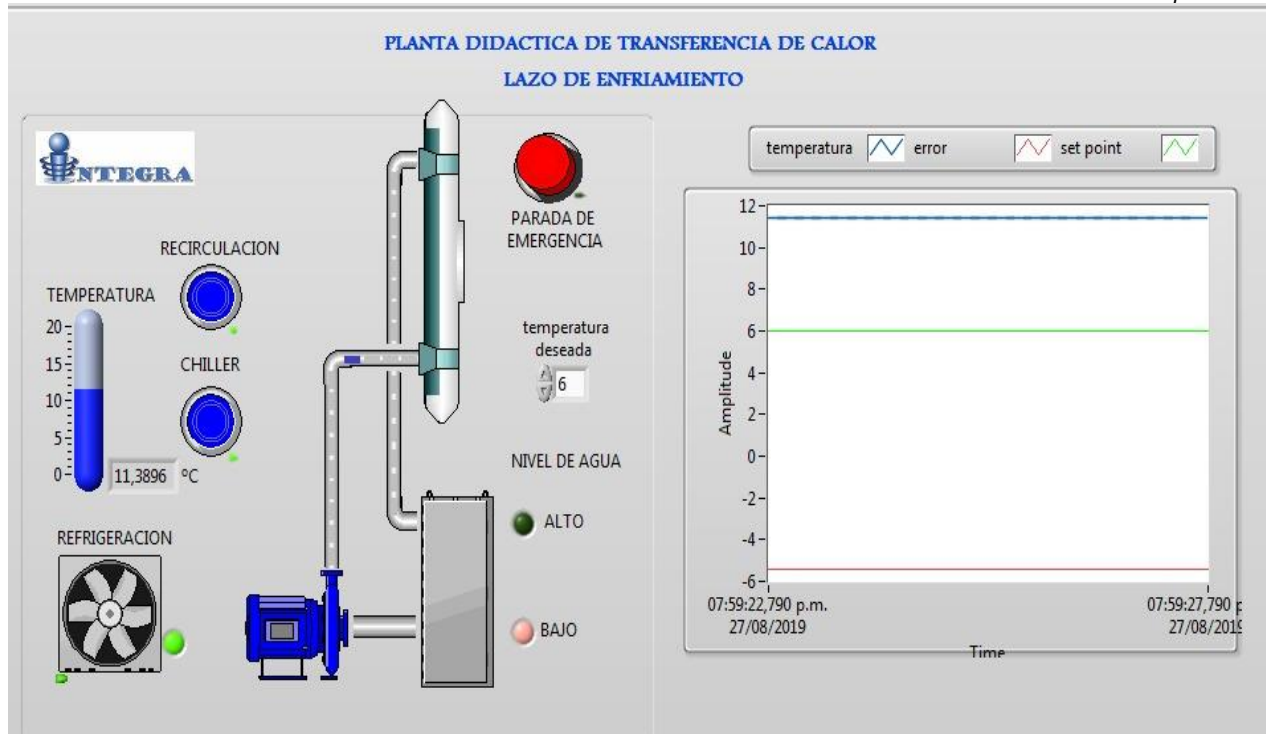 PLANTA DIDACTICA DE TRANSFERENCIA DE CALOR
LAZO DE ENFRIAMIENTO
INTEGRA
RECIRCULACION
TEMPERATURA
20
15
10
5
0
11,3896 ºC
CHILLER
REFRIGERACION
PARADA DE
EMERGENCIA
temperatura
deseada
6
NIVEL DE AGUA
ALTO
BAJO
temperatura error set point
Amplitude
12
10
8
6
4
2
0
-2
-4
-6
07:59:22,790 p.m.
27/08/2019
07:59:27,790 p
27/08/2019
Time